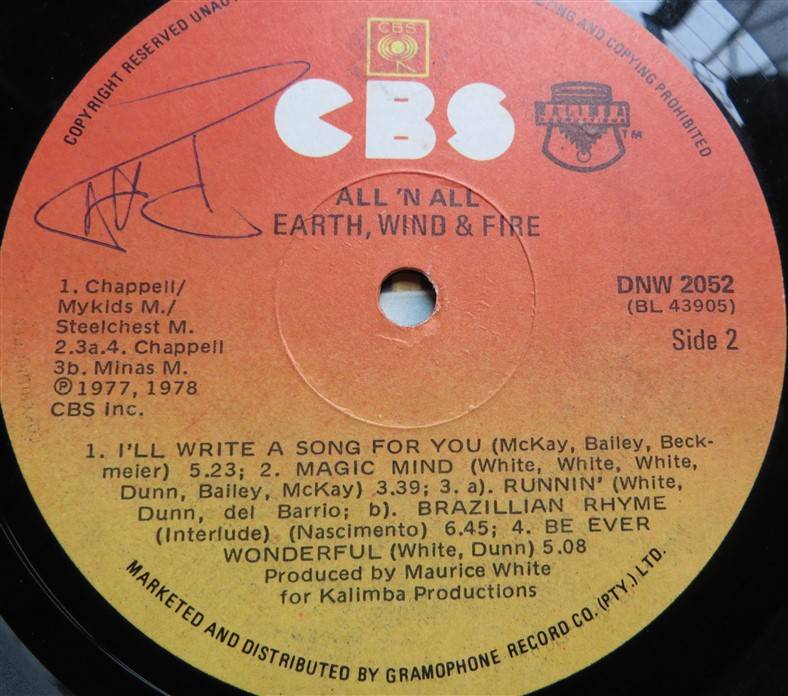 COPYRIGHT RESERVED
AND COPYING PROHIBITED
CBS
CBS
KALIMBA
TM
ALL 'N ALL
EARTH, WIND & FIRE
1. Chappell/
Mykids M./
Steelchest M.
2.3a.4. Chappell
3b. Minas M.
Ⓟ 1977, 1978
CBS Inc.
DNW 2052
(BL 43905)
Side 2
1. I'LL WRITE A SONG FOR YOU (McKay, Bailey, Beck-
meier) 5.23; 2. MAGIC MIND (White, White, White,
Dunn, Bailey, McKay) 3.39; 3. a). RUNNIN' (White,
Dunn, del Barrio; b). BRAZILLIAN RHYME
(Interlude) (Nascimento) 6.45; 4. BE EVER
WONDERFUL (White, Dunn) 5.08
Produced by Maurice White
for Kalimba Productions
MARKETED AND DISTRIBUTED BY GRAMOPHONE RECORD CO. (PTY.) LTD.